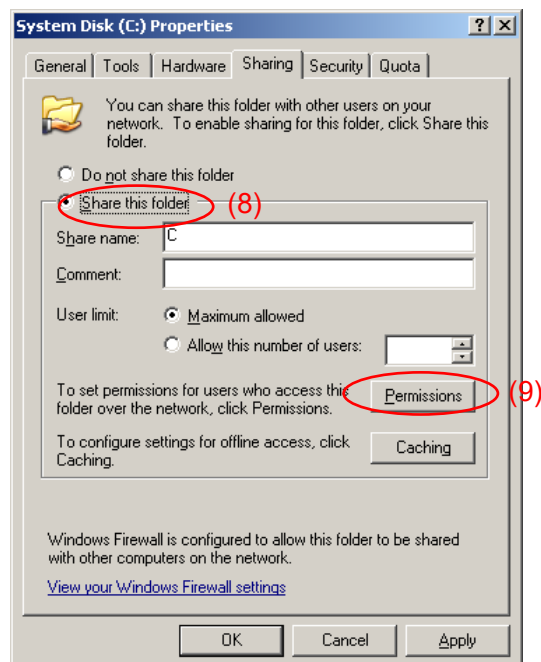 System Disk (C:) Properties
? X
General Tools Hardware Sharing Security Quota
You can share this folder with other users on your
network. To enable sharing for this folder, click Share this
folder.
Do not share this folder
Share this folder (8)
Share name: C
Comment:
User limit: Maximum allowed
Allow this number of users:
To set permissions for users who access this
folder over the network, click Permissions.
Permissions (9)
To configure settings for offline access, click
Caching.
Caching
Windows Firewall is configured to allow this folder to be shared
with other computers on the network.
View your Windows Firewall settings
OK Cancel Apply